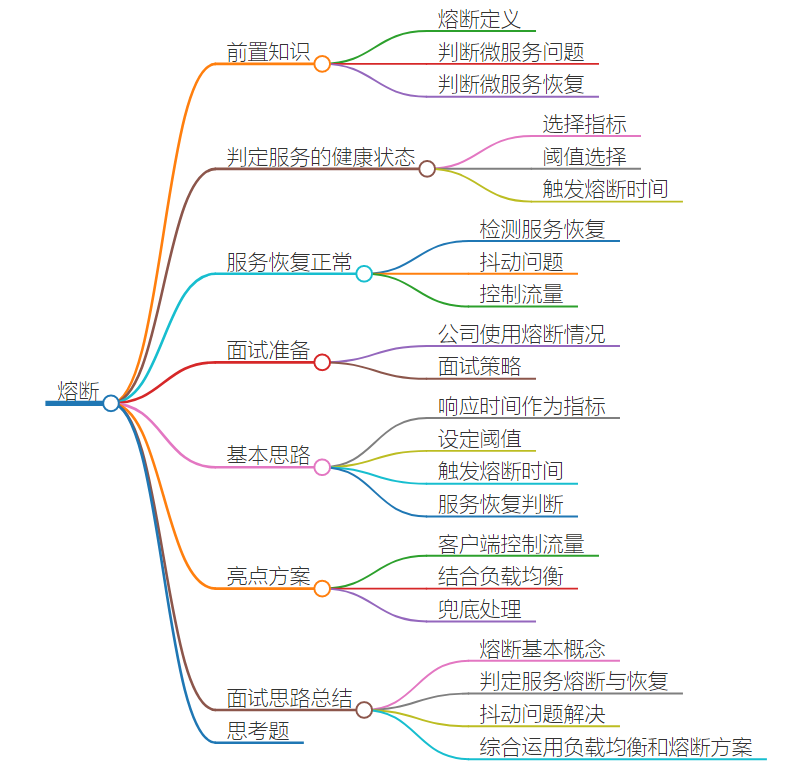 熔断
前置知识
熔断定义
判断微服务问题
判断微服务恢复
判定服务的健康状态
选择指标
阈值选择
触发熔断时间
服务恢复正常
检测服务恢复
抖动问题
控制流量
面试准备
公司使用熔断情况
面试策略
基本思路
响应时间作为指标
设定阈值
触发熔断时间
服务恢复判断
亮点方案
客户端控制流量
结合负载均衡
兜底处理
面试思路总结
熔断基本概念
判定服务熔断与恢复
抖动问题解决
综合运用负载均衡和熔断方案
思考题